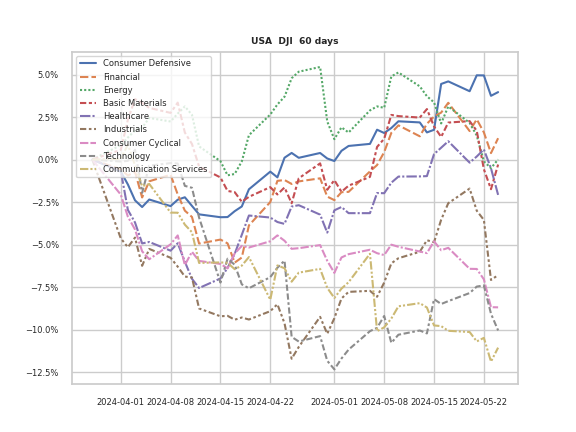 USA  DJI  60 days
Consumer Defensive
Financial
Energy
Basic Materials
Healthcare
Industrials
Consumer Cyclical
Technology
Communication Services
5.0%
2.5%
0.0%
−2.5%
−5.0%
−7.5%
−10.0%
−12.5%
2024-04-01 2024-04-08 2024-04-15 2024-04-22 2024-05-01 2024-05-08 2024-05-15 2024-05-22